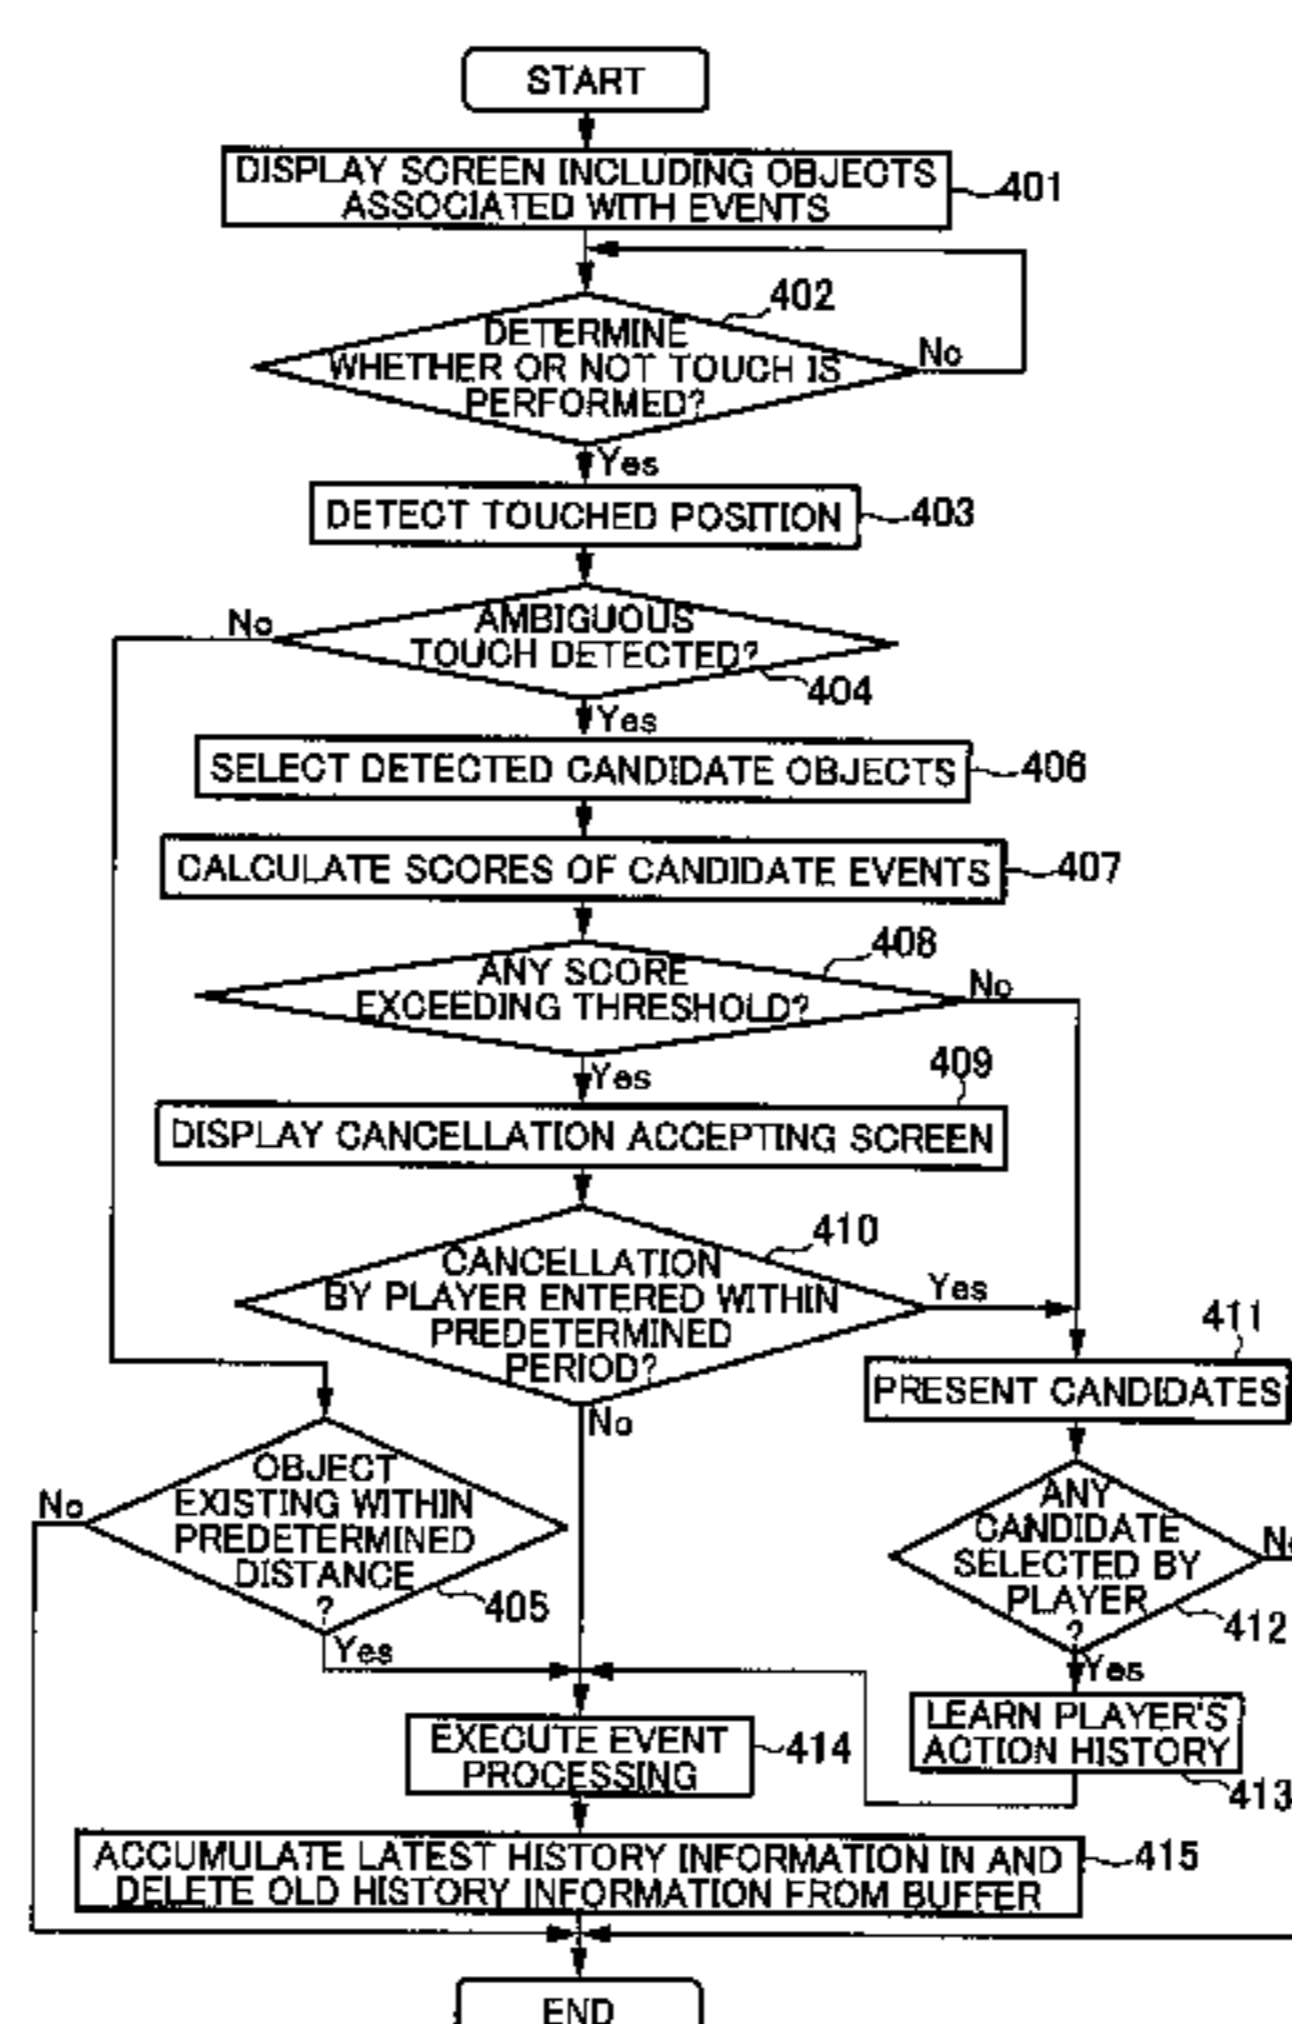 START
DISPLAY SCREEN INCLUDING OBJECTS
ASSOCIATED WITH EVENTS
401
402
DETERMINE
WHETHER OR NOT TOUCH IS
PERFORMED?
No
Yes
DETECT TOUCHED POSITION
403
No
AMBIGUOUS
TOUCH DETECTED?
404
Yes
SELECT DETECTED CANDIDATE OBJECTS
406
CALCULATE SCORES OF CANDIDATE EVENTS
407
408
ANY SCORE
EXCEEDING THRESHOLD?
No
Yes
409
DISPLAY CANCELLATION ACCEPTING SCREEN
410
CANCELLATION
BY PLAYER ENTERED WITHIN
PREDETERMINED
PERIOD?
Yes
No
411
PRESENT CANDIDATES
No
OBJECT
EXISTING WITHIN
PREDETERMINED
DISTANCE
?
405
Yes
ANY
CANDIDATE
SELECTED BY
PLAYER
?
No
412
Yes
LEARN PLAYER'S
ACTION HISTORY
413
EXECUTE EVENT
PROCESSING
414
ACCUMULATE LATEST HISTORY INFORMATION IN AND
DELETE OLD HISTORY INFORMATION FROM BUFFER
415
END